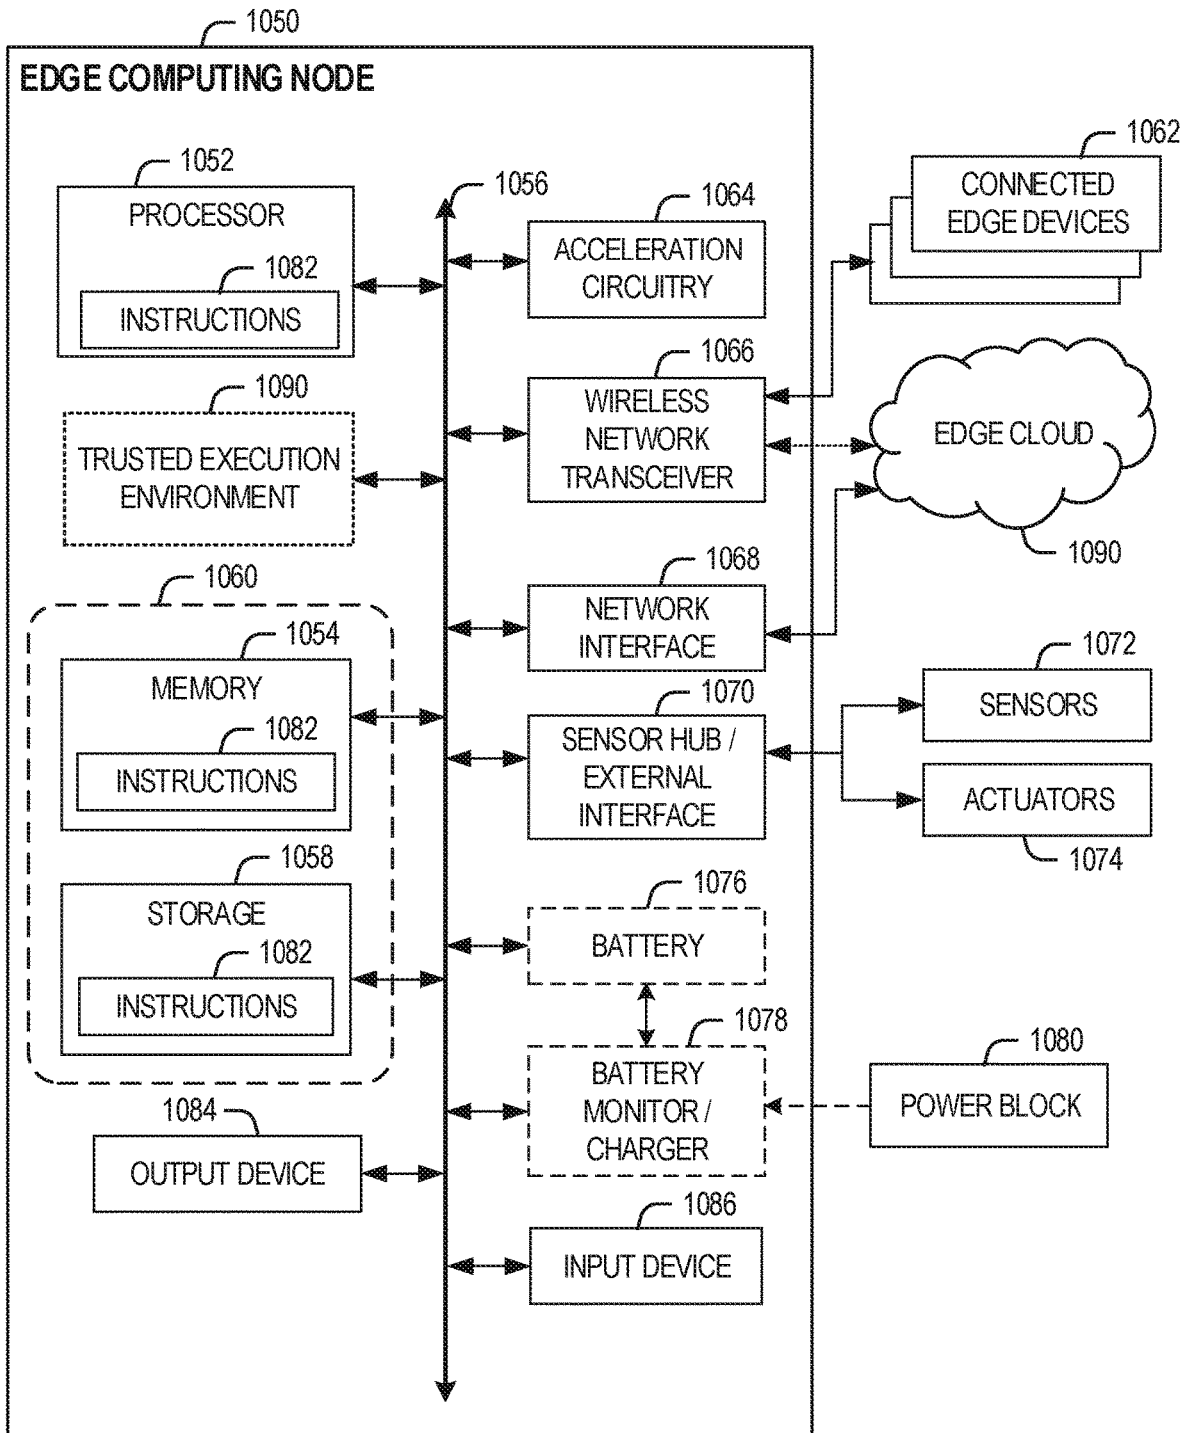 1050
EDGE COMPUTING NODE
1052
PROCESSOR
1082
INSTRUCTIONS
1090
TRUSTED EXECUTION
ENVIRONMENT
1060
1054
MEMORY
1082
INSTRUCTIONS
1058
STORAGE
1082
INSTRUCTIONS
1084
OUTPUT DEVICE
1056
1064
ACCELERATION
CIRCUITRY
1066
WIRELESS
NETWORK
TRANSCEIVER
1068
NETWORK
INTERFACE
1070
SENSOR HUB /
EXTERNAL
INTERFACE
1076
BATTERY
1078
BATTERY
MONITOR /
CHARGER
1086
INPUT DEVICE
1062
CONNECTED
EDGE DEVICES
EDGE CLOUD
1090
1072
SENSORS
ACTUATORS
1074
1080
POWER BLOCK